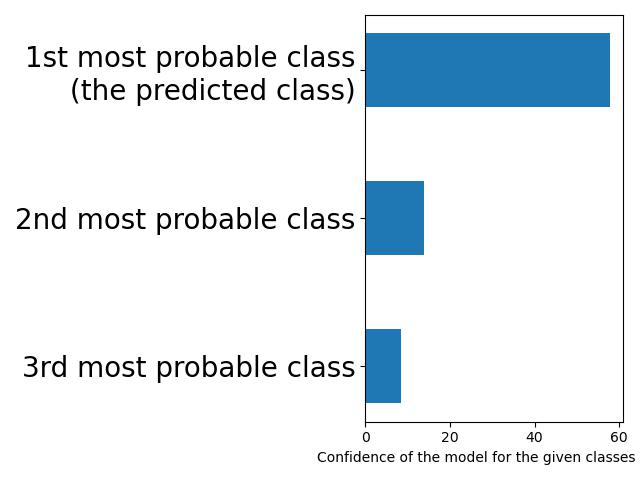 1st most probable class
(the predicted class)
2nd most probable class
3rd most probable class
0 20 40 60
Confidence of the model for the given classes